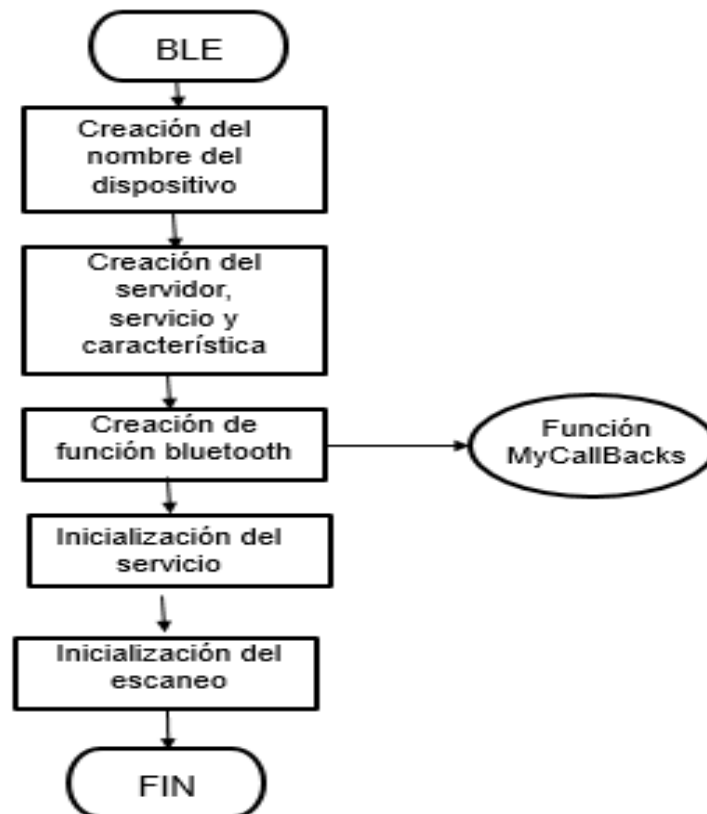 BLE
Creación del
nombre del
dispositivo
Creación del
servidor,
servicio y
característica
Creación de
función bluetooth
Función
MyCallBacks
Inicialización del
servicio
Inicialización del
escaneo
FIN